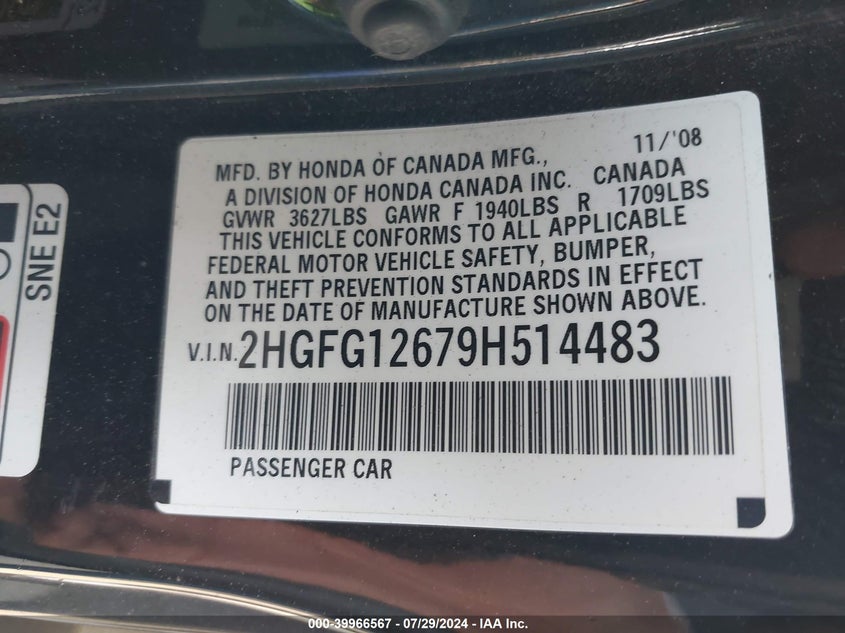 11/'08
MFD. BY HONDA OF CANADA MFG.,
A DIVISION OF HONDA CANADA INC. CANADA
GVWR 3627LBS GAWR F 1940LBS R 1709LBS
THIS VEHICLE CONFORMS TO ALL APPLICABLE
FEDERAL MOTOR VEHICLE SAFETY, BUMPER,
AND THEFT PREVENTION STANDARDS IN EFFECT
ON THE DATE OF MANUFACTURE SHOWN ABOVE.
V.I.N. 2HGFG12679H514483
PASSENGER CAR
SNE E2
000-39966567 - 07/29/2024 - IAA Inc.